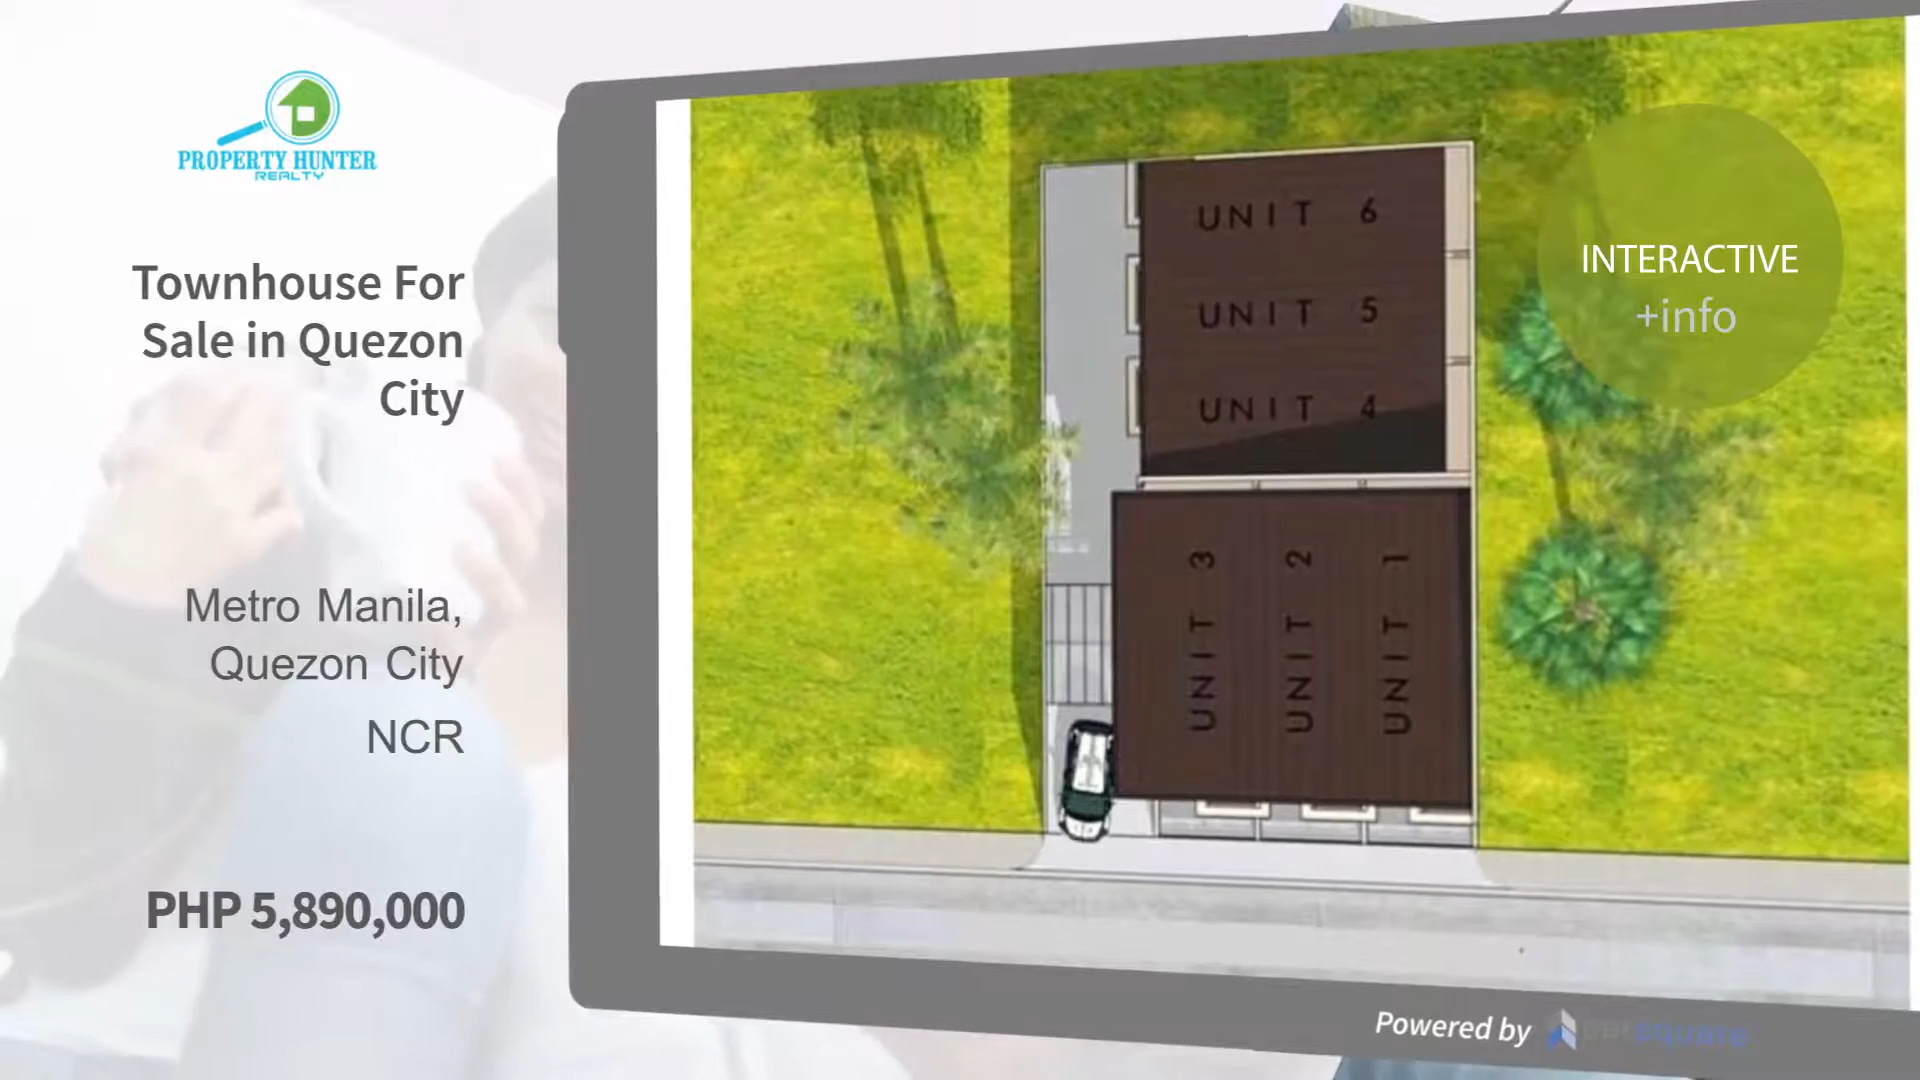 PROPERTY HUNTER
REALTY
Townhouse For
Sale in Quezon
City
Metro Manila,
Quezon City
NCR
PHP 5,890,000
UNIT 6
UNIT 5
UNIT 4
UNIT 3
UNIT 2
UNIT 1
INTERACTIVE
+info
Powered by